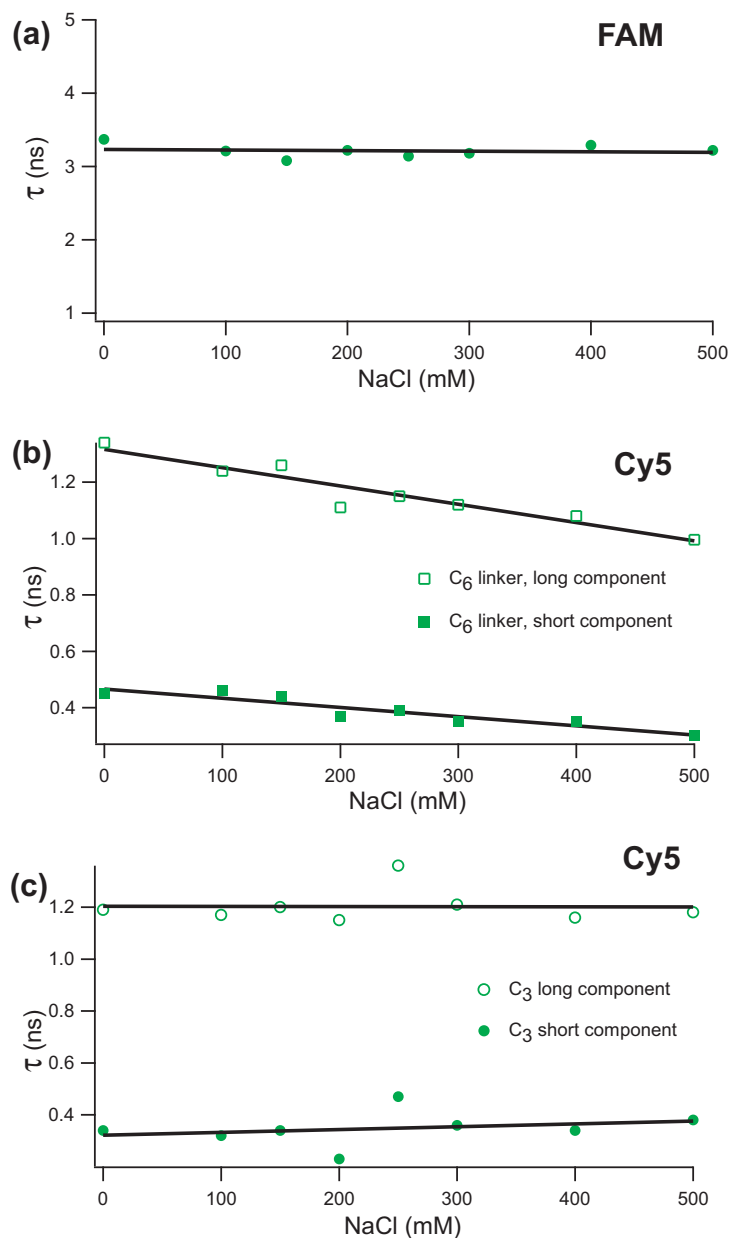 (a)
FAM
5
4
3
2
1
τ (ns)
0 100 200 300 400 500
NaCl (mM)
(b)
Cy5
1.2
1.0
0.8
0.6
0.4
τ (ns)
C6 linker, long component
C6 linker, short component
0 100 200 300 400 500
NaCl (mM)
(c)
Cy5
1.2
1.0
0.8
0.6
0.4
τ (ns)
C3 long component
C3 short component
0 100 200 300 400 500
NaCl (mM)